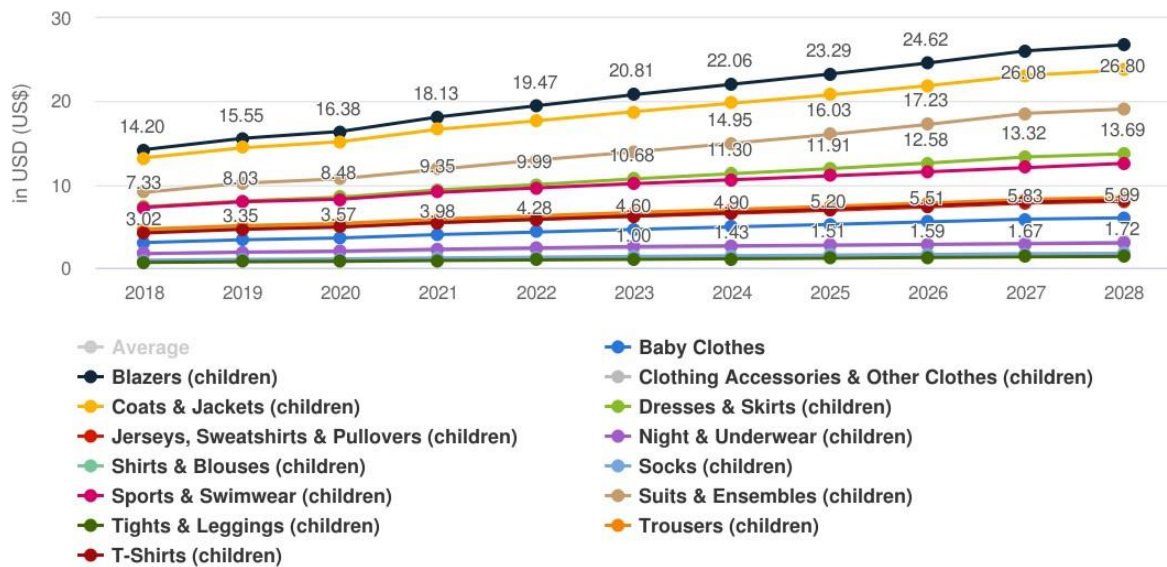 30
20
10
0
in USD (US$)
14.20 15.55 16.38 18.13 19.47 20.81 22.06 23.29 24.62 26.08 26.80
14.95 16.03 17.23
7.33 8.03 8.48 9.35 9.99 10.68 11.30 11.91 12.58 13.32 13.69
3.02 3.35 3.57 3.98 4.28 4.60 4.90 5.20 5.51 5.83 5.99
1.00 1.43 1.51 1.59 1.67 1.72
2018 2019 2020 2021 2022 2023 2024 2025 2026 2027 2028
Average
Baby Clothes
Blazers (children)
Clothing Accessories & Other Clothes (children)
Coats & Jackets (children)
Dresses & Skirts (children)
Jerseys, Sweatshirts & Pullovers (children)
Night & Underwear (children)
Shirts & Blouses (children)
Socks (children)
Sports & Swimwear (children)
Suits & Ensembles (children)
Tights & Leggings (children)
Trousers (children)
T-Shirts (children)